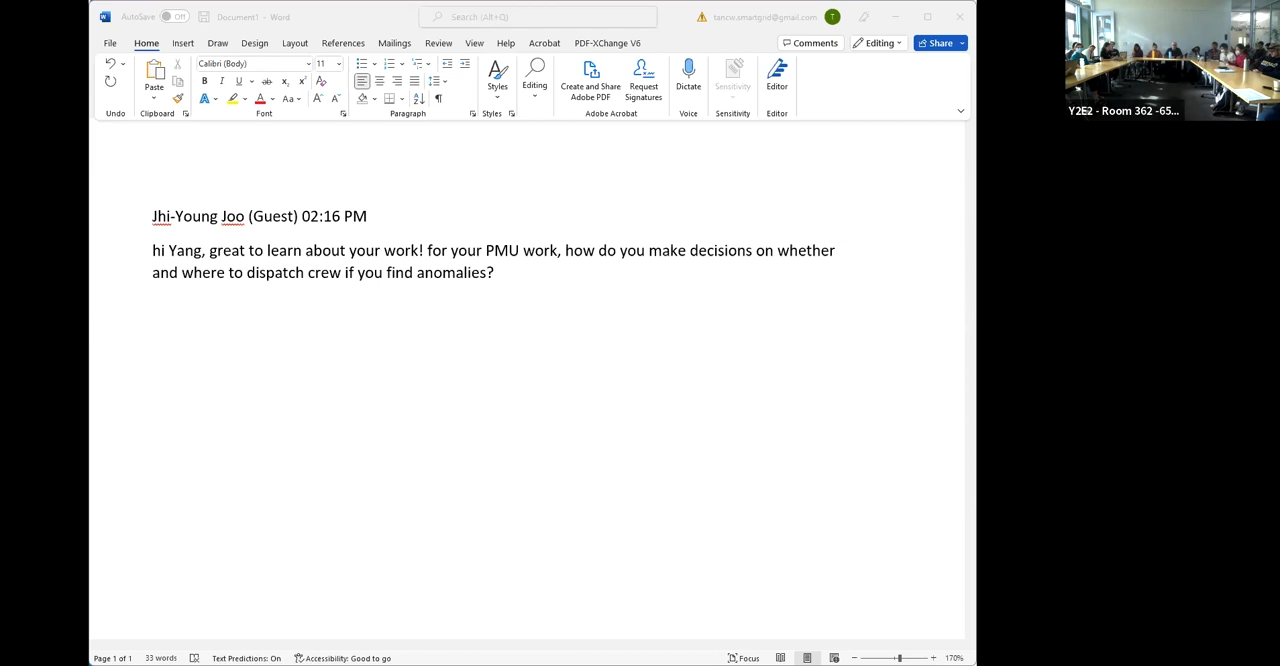 AutoSave Off Document1 - Word Search (Alt+Q) tancw.smartgrid@gmail.com T
File Home Insert Draw Design Layout References Mailings Review View Help Acrobat PDF-XChange V6 Comments Editing Share
Calibri (Body) 11
Paste Styles Editing Create and Share Adobe PDF Request Signatures Dictate Sensitivity Editor
Undo Clipboard Font Paragraph Styles Adobe Acrobat Voice Sensitivity Editor
Y2E2 - Room 362 -65...
Jhi-Young Joo (Guest) 02:16 PM
hi Yang, great to learn about your work! for your PMU work, how do you make decisions on whether
and where to dispatch crew if you find anomalies?
Page 1 of 1 33 words Text Predictions: On Accessibility: Good to go Focus 170%